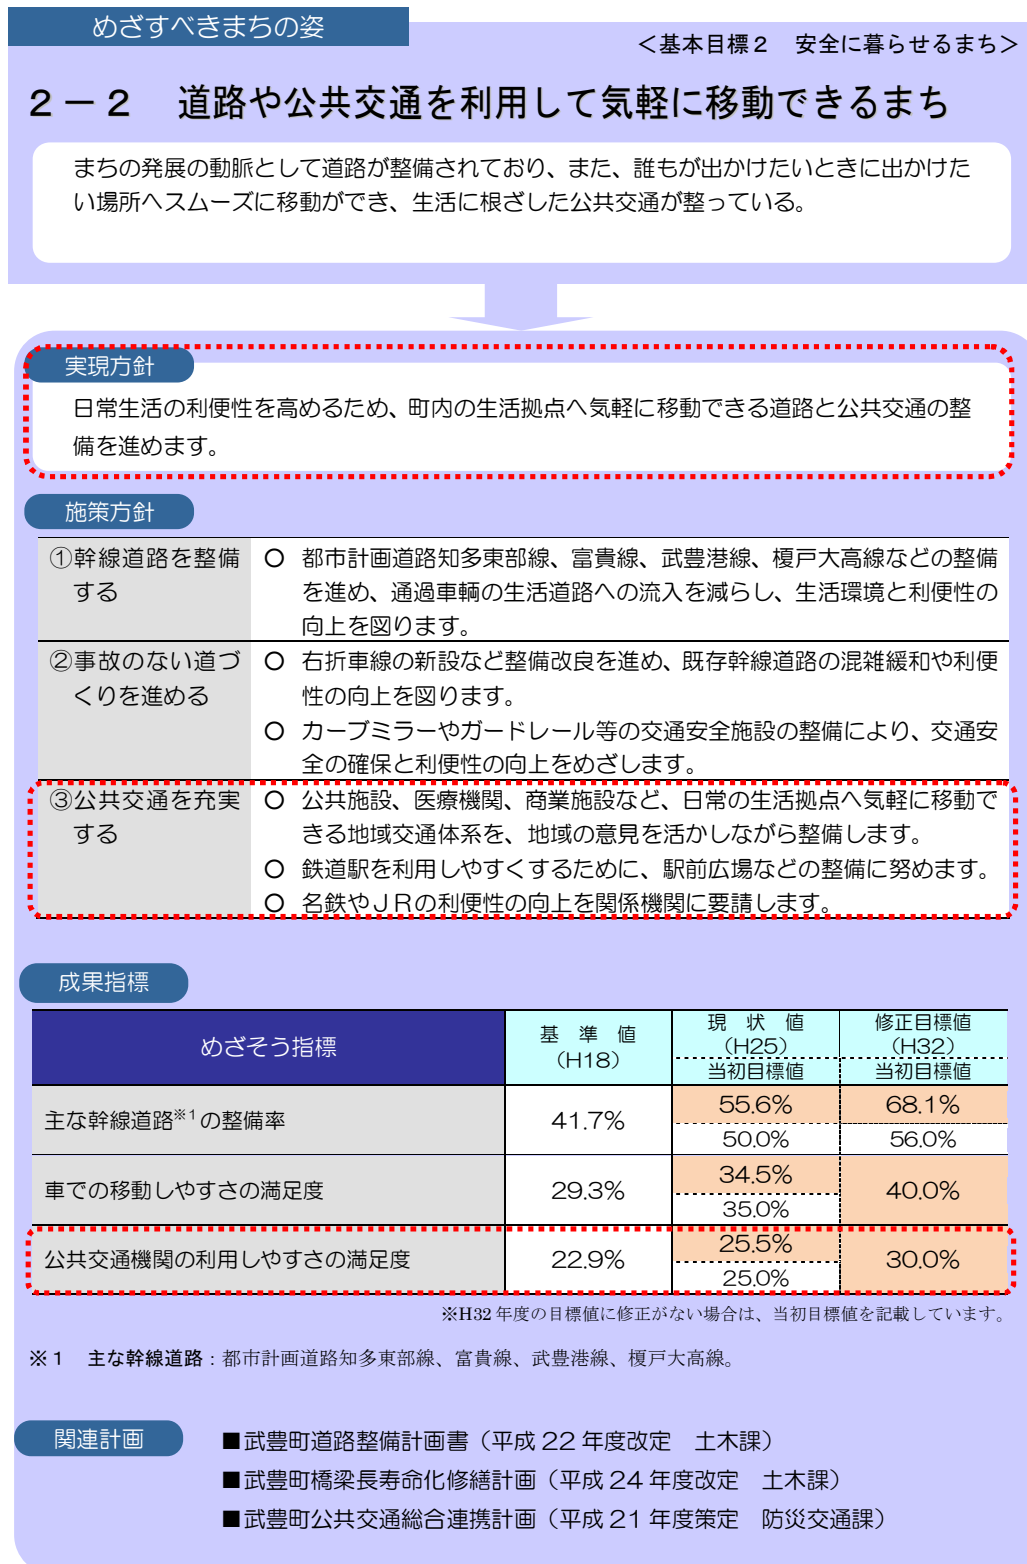 めざすべきまちの姿
＜基本目標２　安全に暮らせるまち＞
２－２　道路や公共交通を利用して気軽に移動できるまち
まちの発展の動脈として道路が整備されており、また、誰もが出かけたいときに出かけた
い場所へスムーズに移動ができ、生活に根ざした公共交通が整っている。
実現方針
日常生活の利便性を高めるため、町内の生活拠点へ気軽に移動できる道路と公共交通の整
備を進めます。
施策方針
①幹線道路を整備
する
○ 都市計画道路知多東部線、富貴線、武豊港線、榎戸大高線などの整備
を進め、通過車輌の生活道路への流入を減らし、生活環境と利便性の
向上を図ります。
②事故のない道づ
くりを進める
○ 右折車線の新設など整備改良を進め、既存幹線道路の混雑緩和や利便
性の向上を図ります。
○ カーブミラーやガードレール等の交通安全施設の整備により、交通安
全の確保と利便性の向上をめざします。
③公共交通を充実
する
○ 公共施設、医療機関、商業施設など、日常の生活拠点へ気軽に移動で
きる地域交通体系を、地域の意見を活かしながら整備します。
○ 鉄道駅を利用しやすくするために、駅前広場などの整備に努めます。
○ 名鉄やＪＲの利便性の向上を関係機関に要請します。
成果指標
めざそう指標
基　準　値
（H18）
現　状　値
（H25）
当初目標値
修正目標値
（H32）
当初目標値
主な幹線道路※1の整備率
41.7%
55.6%
50.0%
68.1%
56.0%
車での移動しやすさの満足度
29.3%
34.5%
35.0%
40.0%
公共交通機関の利用しやすさの満足度
22.9%
25.5%
25.0%
30.0%
※H32 年度の目標値に修正がない場合は、当初目標値を記載しています。
※１　主な幹線道路：都市計画道路知多東部線、富貴線、武豊港線、榎戸大高線。
関連計画
■武豊町道路整備計画書（平成 22 年度改定　土木課）
■武豊町橋梁長寿命化修繕計画（平成 24 年度改定　土木課）
■武豊町公共交通総合連携計画（平成 21 年度策定　防災交通課）